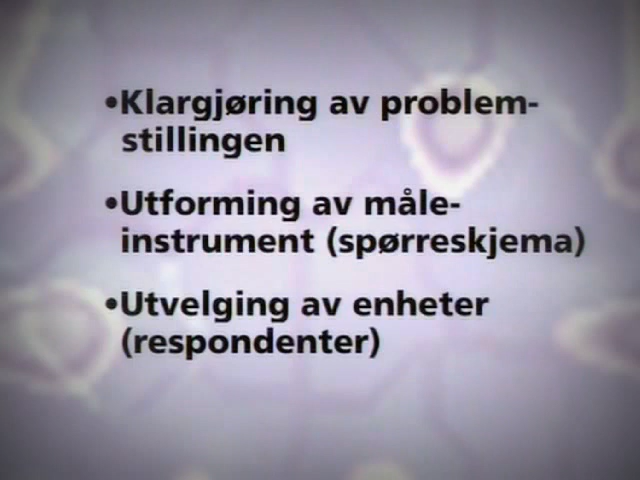 •Klargjøring av problem-
stillingen
•Utforming av måle-
instrument (spørreskjema)
•Utvelging av enheter
(respondenter)